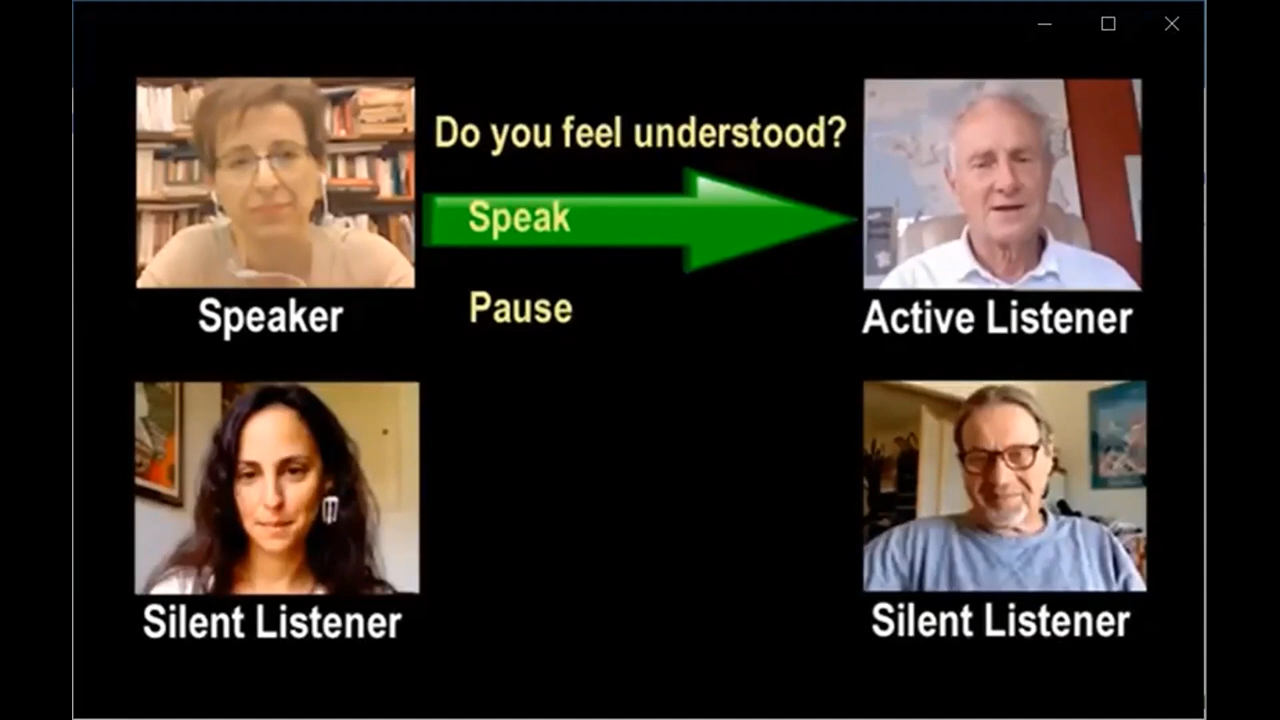 Do you feel understood?
Speak
Pause
Speaker
Active Listener
Silent Listener
Silent Listener